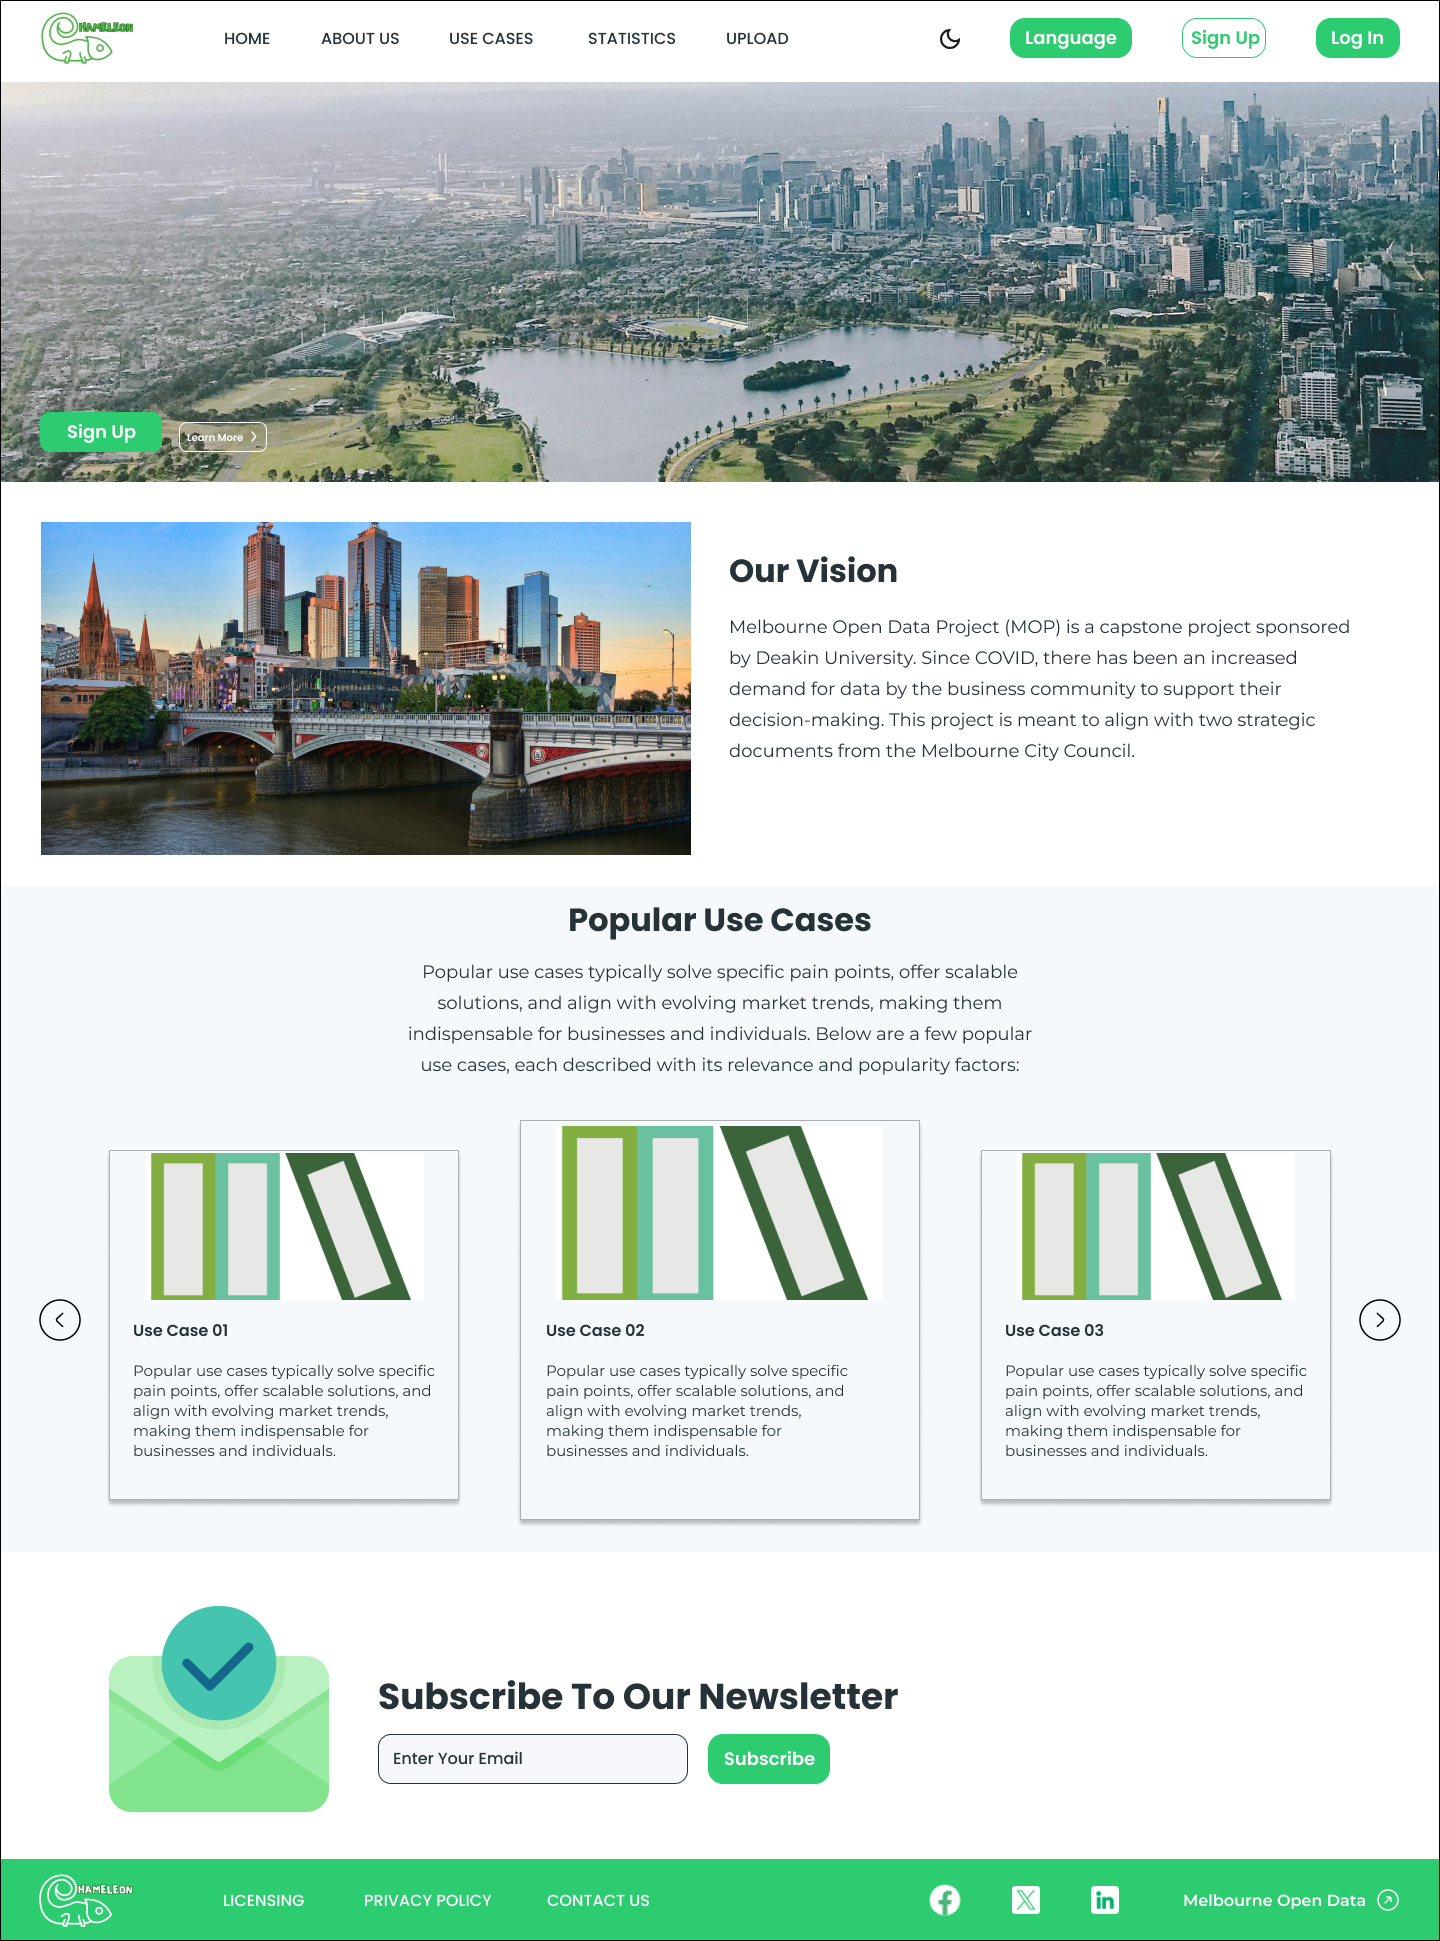 HAMELEON
HOME
ABOUT US
USE CASES
STATISTICS
UPLOAD
Language
Sign Up
Log In
Sign Up
Learn More
Our Vision
Melbourne Open Data Project (MOP) is a capstone project sponsored
by Deakin University. Since COVID, there has been an increased
demand for data by the business community to support their
decision-making. This project is meant to align with two strategic
documents from the Melbourne City Council.
Popular Use Cases
Popular use cases typically solve specific pain points, offer scalable
solutions, and align with evolving market trends, making them
indispensable for businesses and individuals. Below are a few popular
use cases, each described with its relevance and popularity factors:
Use Case 01
Popular use cases typically solve specific
pain points, offer scalable solutions, and
align with evolving market trends,
making them indispensable for
businesses and individuals.
Use Case 02
Popular use cases typically solve specific
pain points, offer scalable solutions, and
align with evolving market trends,
making them indispensable for
businesses and individuals.
Use Case 03
Popular use cases typically solve specific
pain points, offer scalable solutions, and
align with evolving market trends,
making them indispensable for
businesses and individuals.
Subscribe To Our Newsletter
Enter Your Email
Subscribe
HAMELEON
LICENSING
PRIVACY POLICY
CONTACT US
Melbourne Open Data